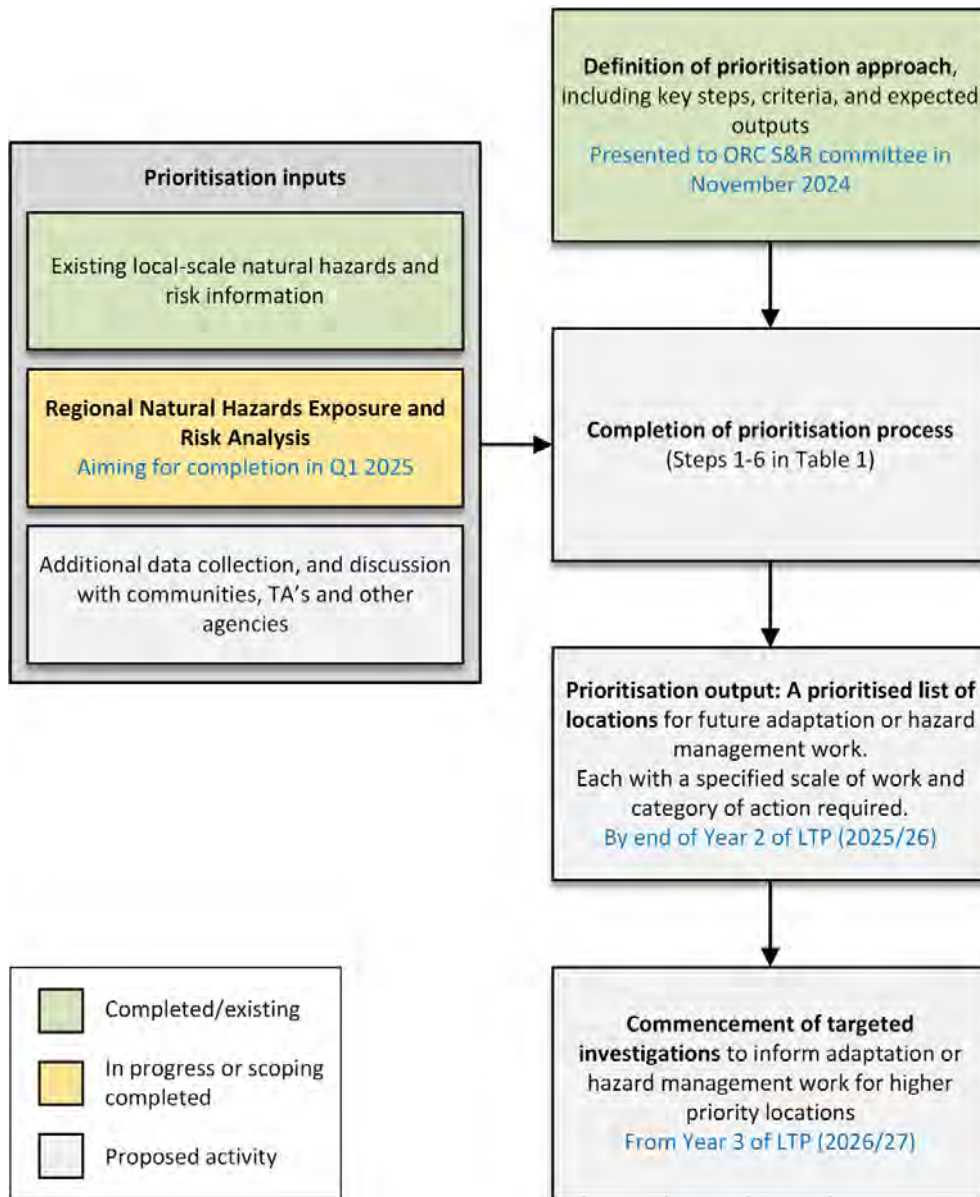 Definition of prioritisation approach,
including key steps, criteria, and expected
outputs
Presented to ORC S&R committee in
November 2024
Prioritisation inputs
Existing local-scale natural hazards and
risk information
Regional Natural Hazards Exposure and
Risk Analysis
Aiming for completion in Q1 2025
Additional data collection, and discussion
with communities, TA's and other
agencies
Completion of prioritisation process
(Steps 1-6 in Table 1)
Prioritisation output: A prioritised list of
locations for future adaptation or hazard
management work.
Each with a specified scale of work and
category of action required.
By end of Year 2 of LTP (2025/26)
Commencement of targeted
investigations to inform adaptation or
hazard management work for higher
priority locations
From Year 3 of LTP (2026/27)
Completed/existing
In progress or scoping
completed
Proposed activity